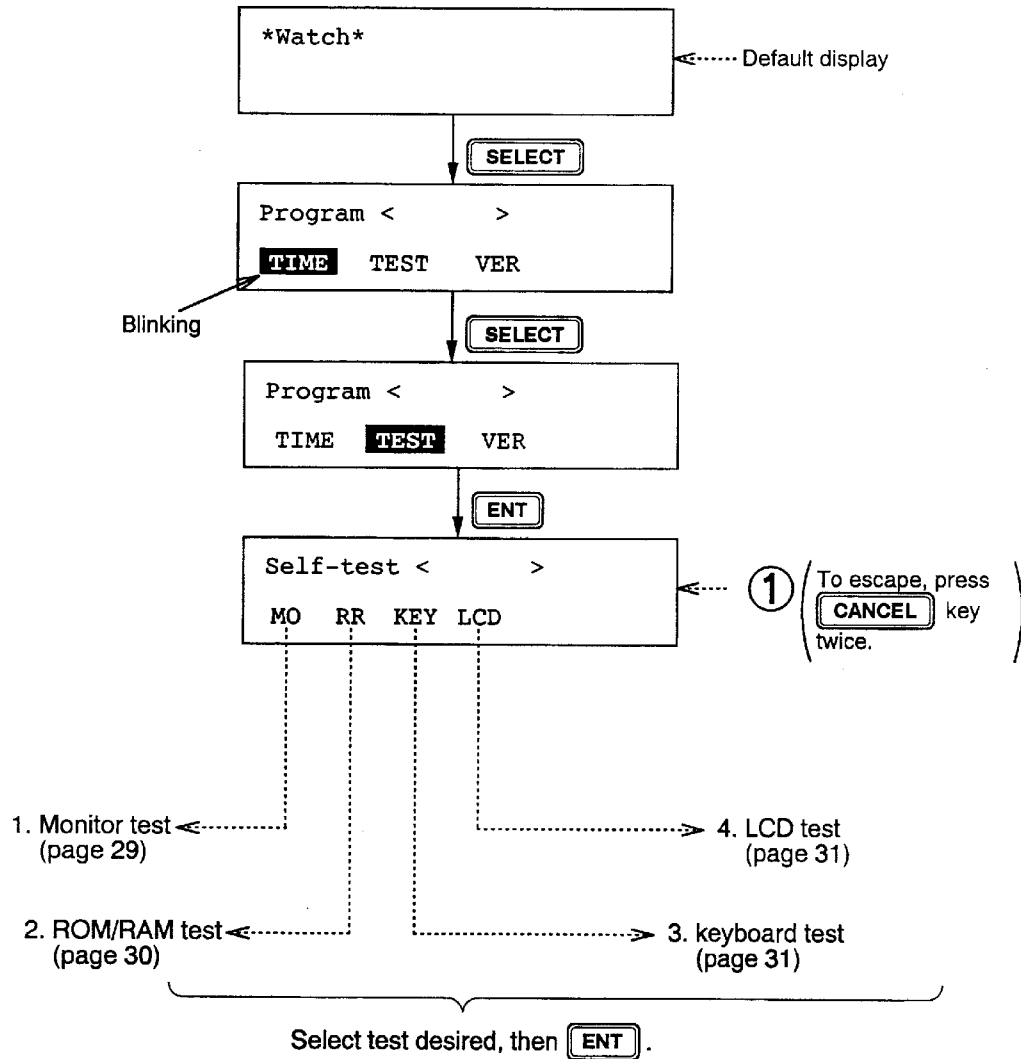 *Watch*
Default display
SELECT
Program < >
TIME TEST VER
Blinking
SELECT
Program < >
TIME TEST VER
ENT
Self-test < >
MO RR KEY LCD
① To escape, press
CANCEL key
twice.
1. Monitor test
(page 29)
4. LCD test
(page 31)
2. ROM/RAM test
(page 30)
3. keyboard test
(page 31)
Select test desired, then ENT .